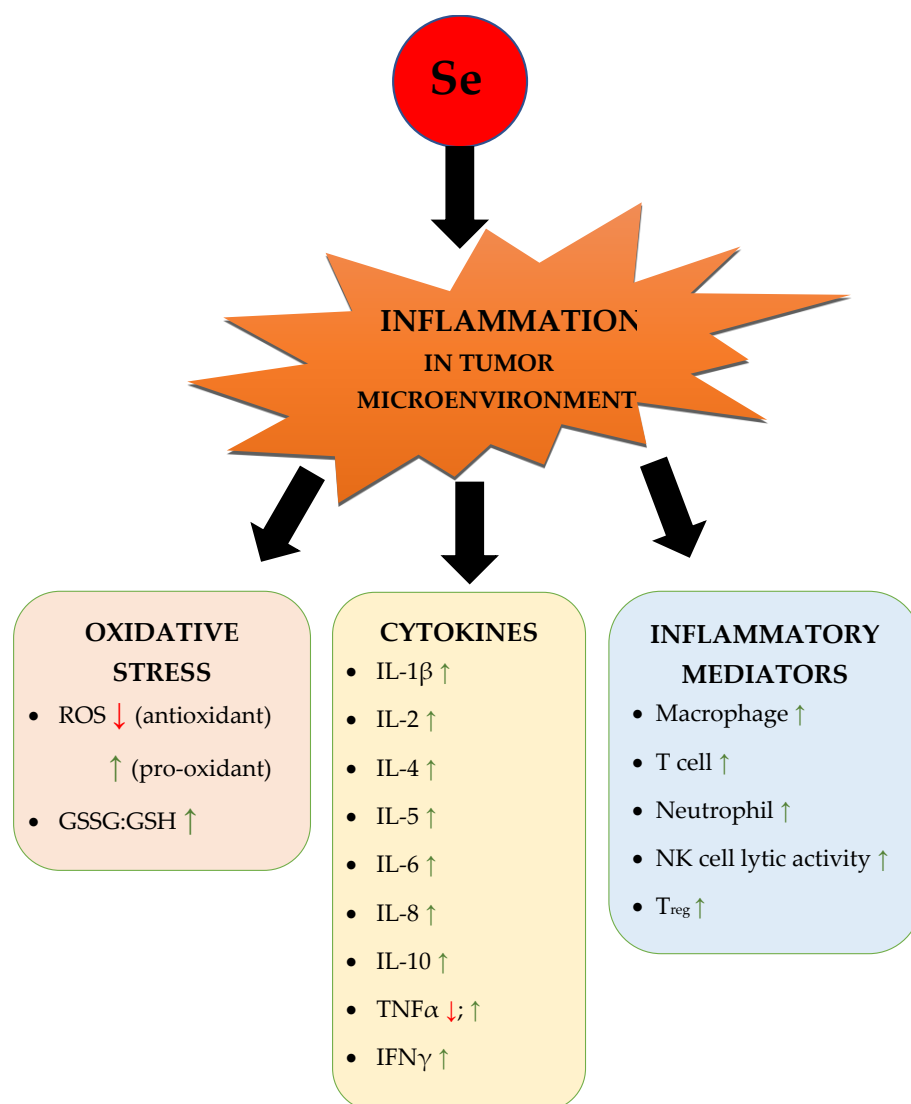 Se
INFLAMMATION
IN TUMOR
MICROENVIRONMENT
OXIDATIVE
STRESS
• ROS ↓ (antioxidant)
↑ (pro-oxidant)
• GSSG:GSH ↑
CYTOKINES
• IL-1β ↑
• IL-2 ↑
• IL-4 ↑
• IL-5 ↑
• IL-6 ↑
• IL-8 ↑
• IL-10 ↑
• TNFα ↓; ↑
• IFNγ ↑
INFLAMMATORY
MEDIATORS
• Macrophage ↑
• T cell ↑
• Neutrophil ↑
• NK cell lytic activity ↑
• Treg ↑